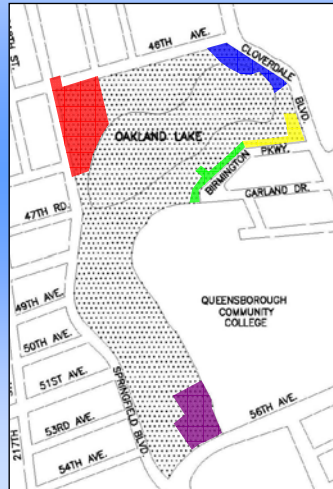 46TH AVE.
CLOVERDALE
BLVD.
OAKLAND LAKE
PKWY.
BIRMINGTON
GARLAND DR.
47TH RD.
QUEENSBOROUGH
COMMUNITY
COLLEGE
49TH AVE.
50TH AVE.
51ST AVE.
SPRINGFELD BLVD.
56TH AVE.
53RD AVE.
54TH AVE.
217TH